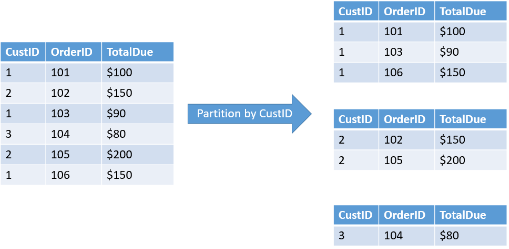 CustID OrderID TotalDue
1 101 $100
2 102 $150
1 103 $90
3 104 $80
2 105 $200
1 106 $150
Partition by CustID
CustID OrderID TotalDue
1 101 $100
1 103 $90
1 106 $150
CustID OrderID TotalDue
2 102 $150
2 105 $200
CustID OrderID TotalDue
3 104 $80